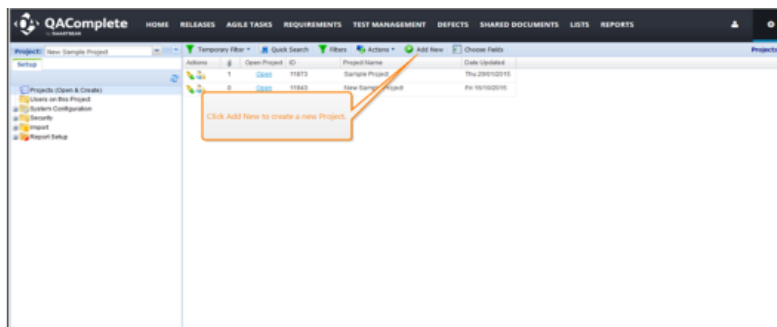 QAComplete
by SMARTBEAR
HOME RELEASES AGILE TASKS REQUIREMENTS TEST MANAGEMENT DEFECTS SHARED DOCUMENTS LISTS REPORTS
Project: New Sample Project
Temporary Filter Quick Search Filters Actions Add New Choose Fields Projects
Setup
Actions Open Project ID Project Name Date Updated
1 Open 11873 Sample Project Thu 29/01/2015
0 Open 11843 New Sample Project Fri 16/10/2015
Projects (Open & Create)
Users on this Project
System Configuration
Security
Import
Report Setup
Click Add New to create a new Project.